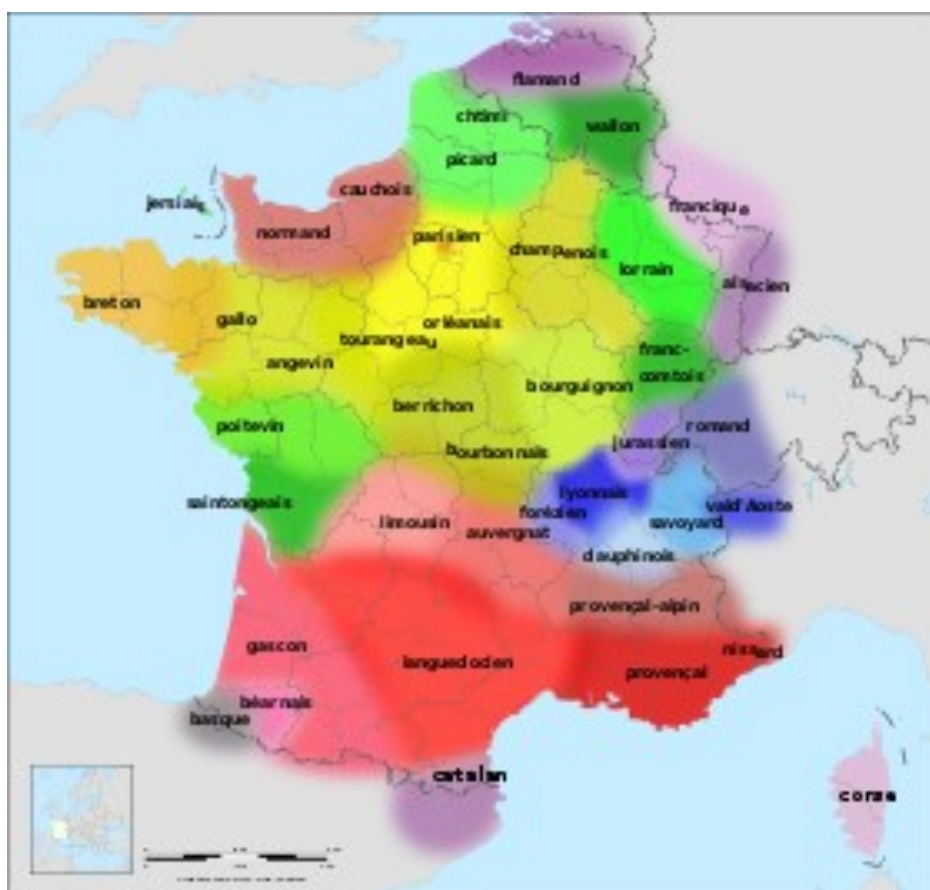 flamand
chtimi
wallon
picard
cauchois
francique
jersiais
normand
parisien
champenois
lorrain
alsacien
breton
gallo
orléanais
tourangeau
angevin
franc-
comtois
bourguignon
berrichon
poitevin
romand
jurassien
bourbonnais
lyonnais
saintongeais
val d'Aoste
forézien
limousin
savoyard
auvergnat
dauphinois
provençal-alpin
gascon
nissard
languedocien
provençal
béarnais
basque
catalan
corse